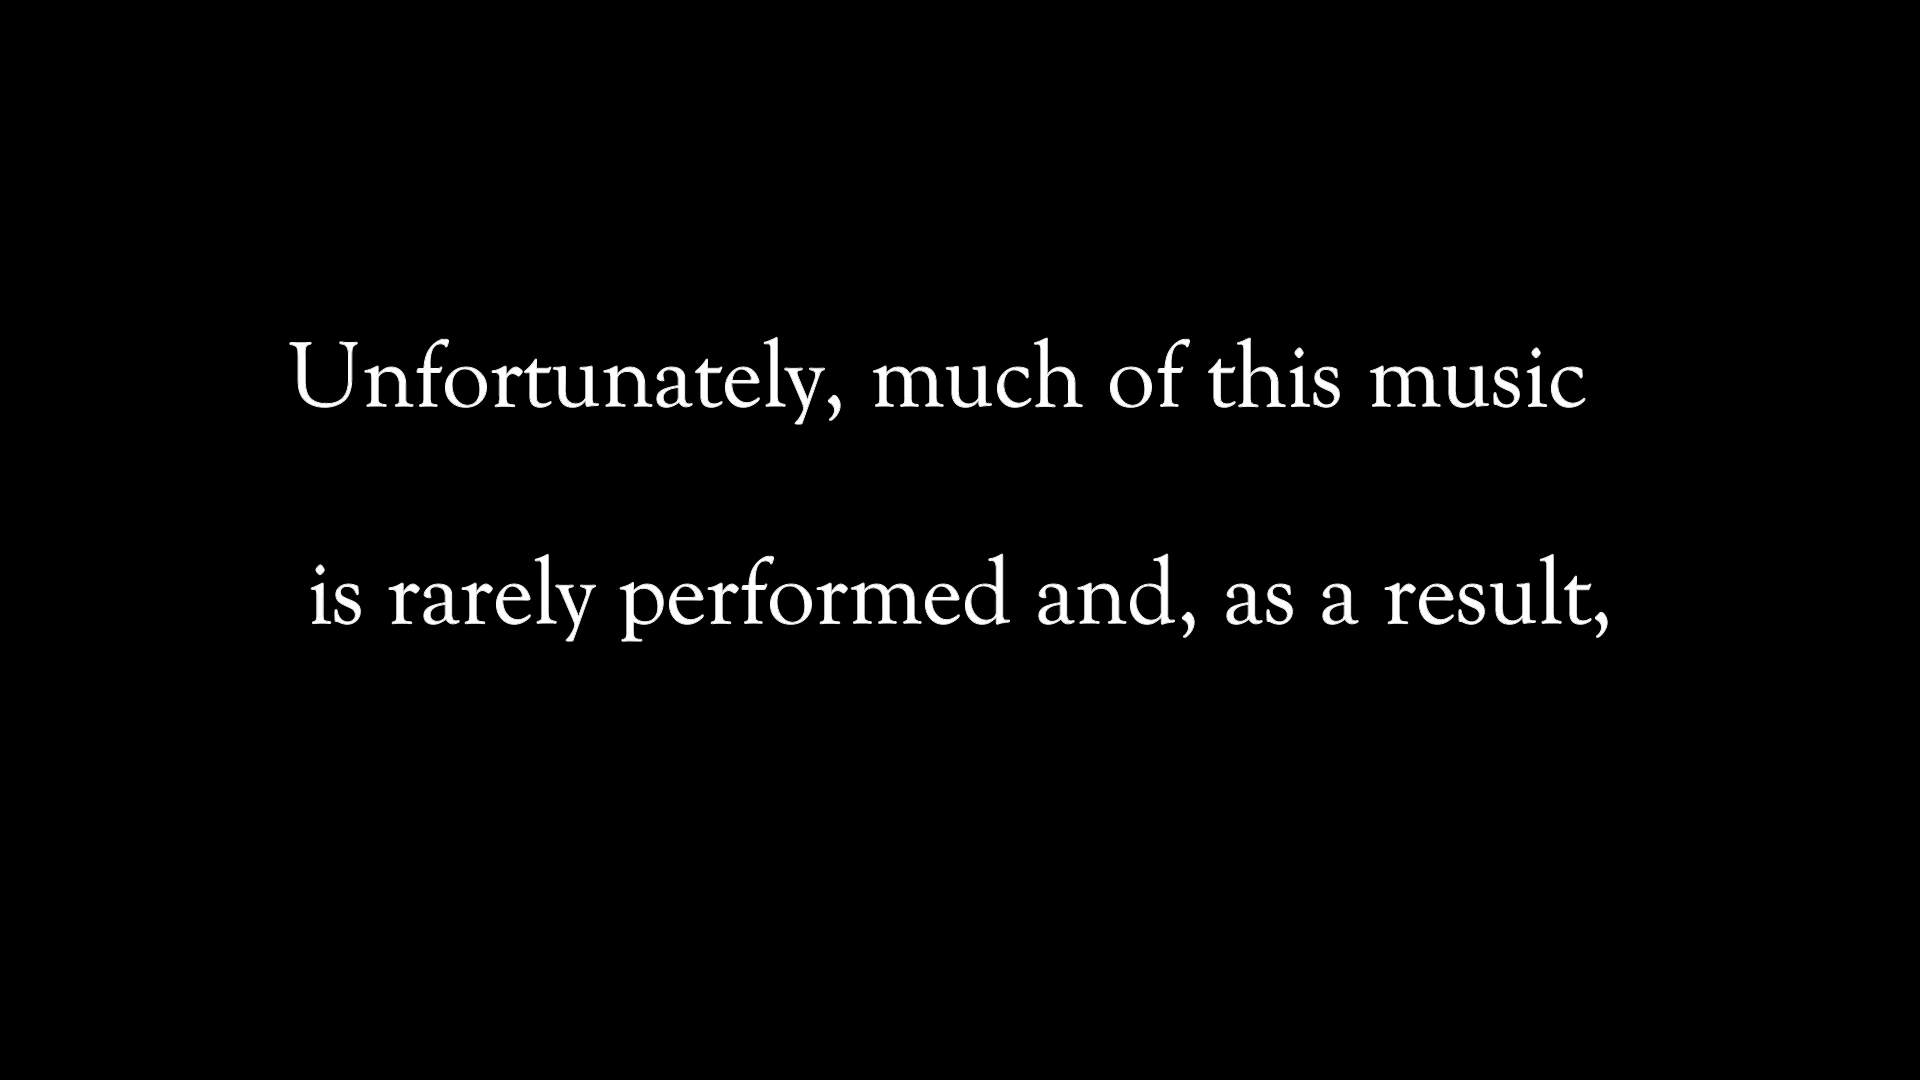 Unfortunately, much of this music
is rarely performed and, as a result,